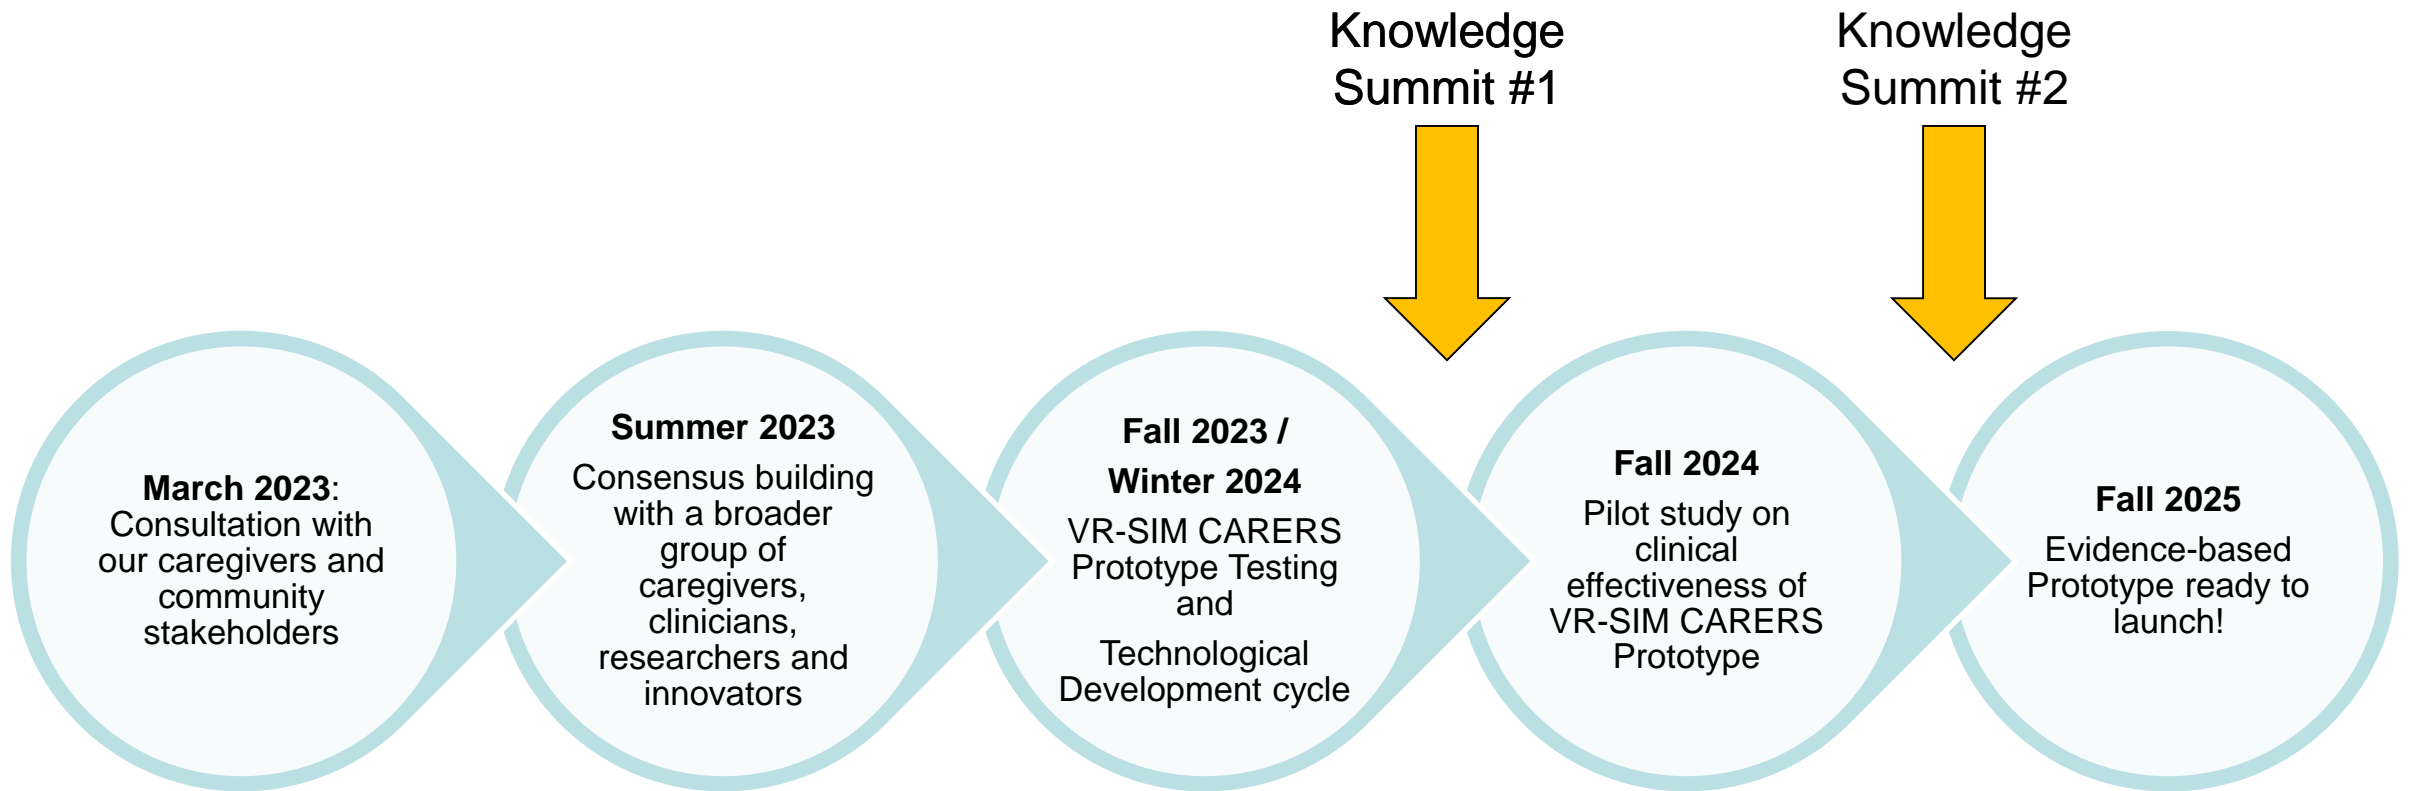 Knowledge
Summit #1
Knowledge
Summit #2
March 2023:
Consultation with
our caregivers and
community
stakeholders
Summer 2023
Consensus building
with a broader
group of
caregivers,
clinicians,
researchers and
innovators
Fall 2023 /
Winter 2024
VR-SIM CARERS
Prototype Testing
and
Technological
Development cycle
Fall 2024
Pilot study on
clinical
effectiveness of
VR-SIM CARERS
Prototype
Fall 2025
Evidence-based
Prototype ready to
launch!